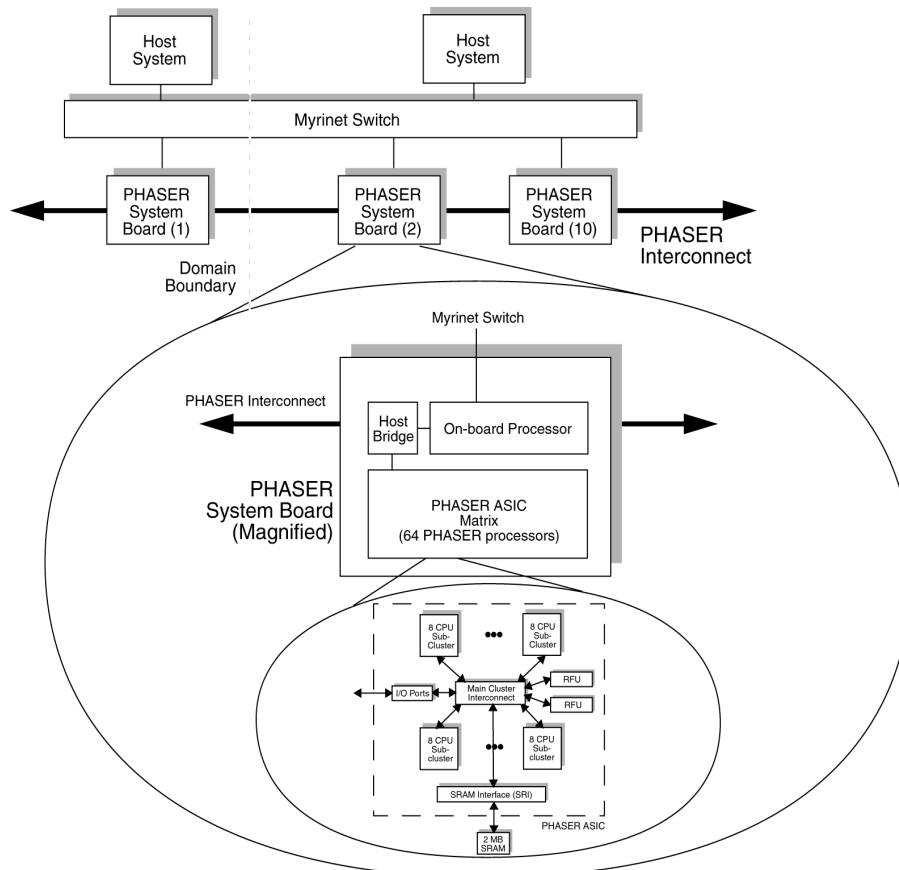 Host
System
Host
System
Myrinet Switch
PHASER
System
Board (1)
PHASER
System
Board (2)
PHASER
System
Board (10)
PHASER
Interconnect
Domain
Boundary
Myrinet Switch
PHASER Interconnect
Host
Bridge
On-board Processor
PHASER
System Board
(Magnified)
PHASER ASIC
Matrix
(64 PHASER processors)
8 CPU
Sub-
Cluster
8 CPU
Sub-
Cluster
I/O Ports
Main Cluster
Interconnect
RFU
RFU
8 CPU
Sub-
cluster
8 CPU
Sub-
cluster
SRAM Interface (SRI)
PHASER ASIC
2 MB
SRAM